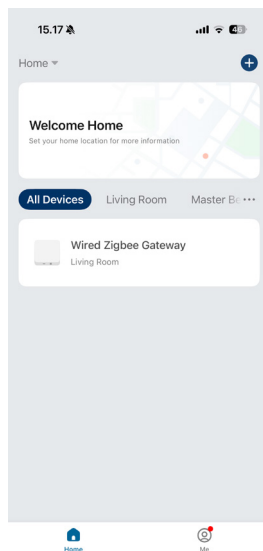 15.17
46
Home
Welcome Home
Set your home location for more information
All Devices
Living Room
Master Be
Wired Zigbee Gateway
Living Room
Home
Me